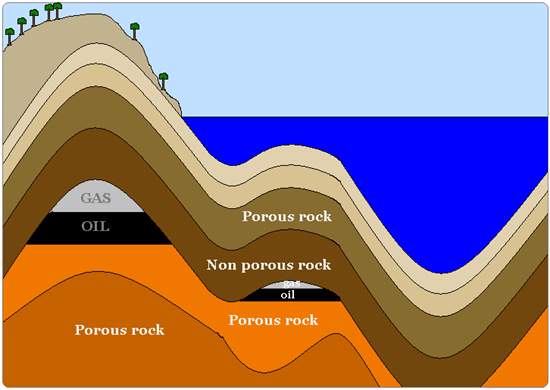 GAS
OIL
Porous rock
Non porous rock
gas
oil
Porous rock
Porous rock